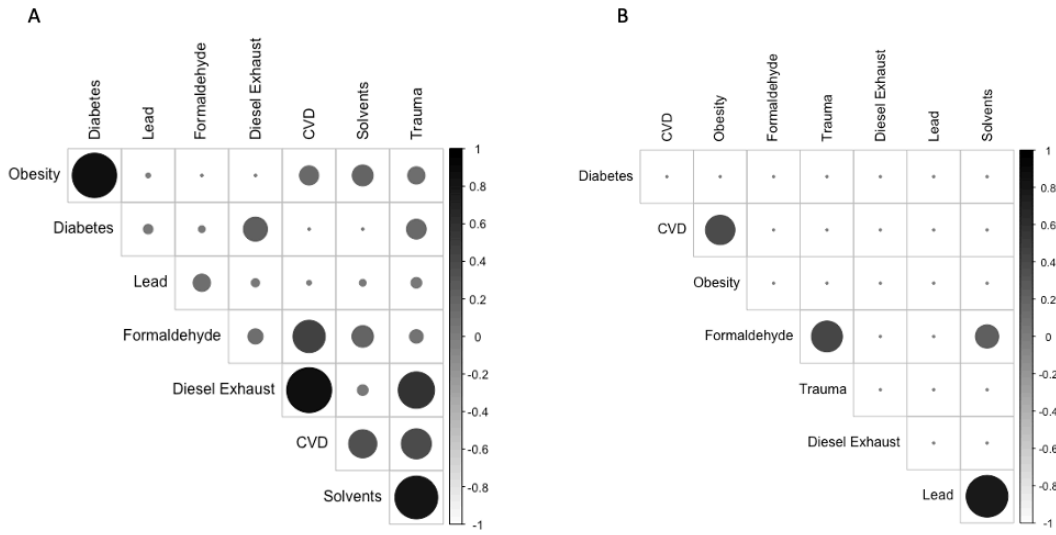 A
Diabetes
Lead
Formaldehyde
Diesel Exhaust
CVD
Solvents
Trauma
Obesity
Diabetes
Lead
Formaldehyde
Diesel Exhaust
CVD
Solvents
1
0.8
0.6
0.4
0.2
0
-0.2
-0.4
-0.6
-0.8
-1
B
CVD
Obesity
Formaldehyde
Trauma
Diesel Exhaust
Lead
Solvents
Diabetes
CVD
Obesity
Formaldehyde
Trauma
Diesel Exhaust
Lead
1
0.8
0.6
0.4
0.2
0
-0.2
-0.4
-0.6
-0.8
-1